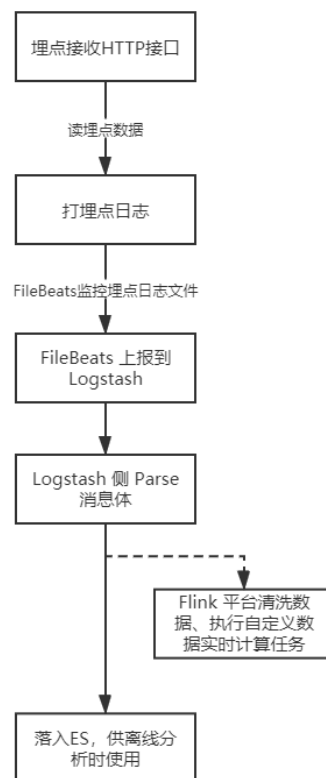 埋点接收HTTP接口
读埋点数据
打埋点日志
FileBeats监控埋点日志文件
FileBeats 上报到
Logstash
Logstash 侧 Parse
消息体
Flink 平台清洗数
据、执行自定义数
据实时计算任务
落入ES，供离线分
析时使用